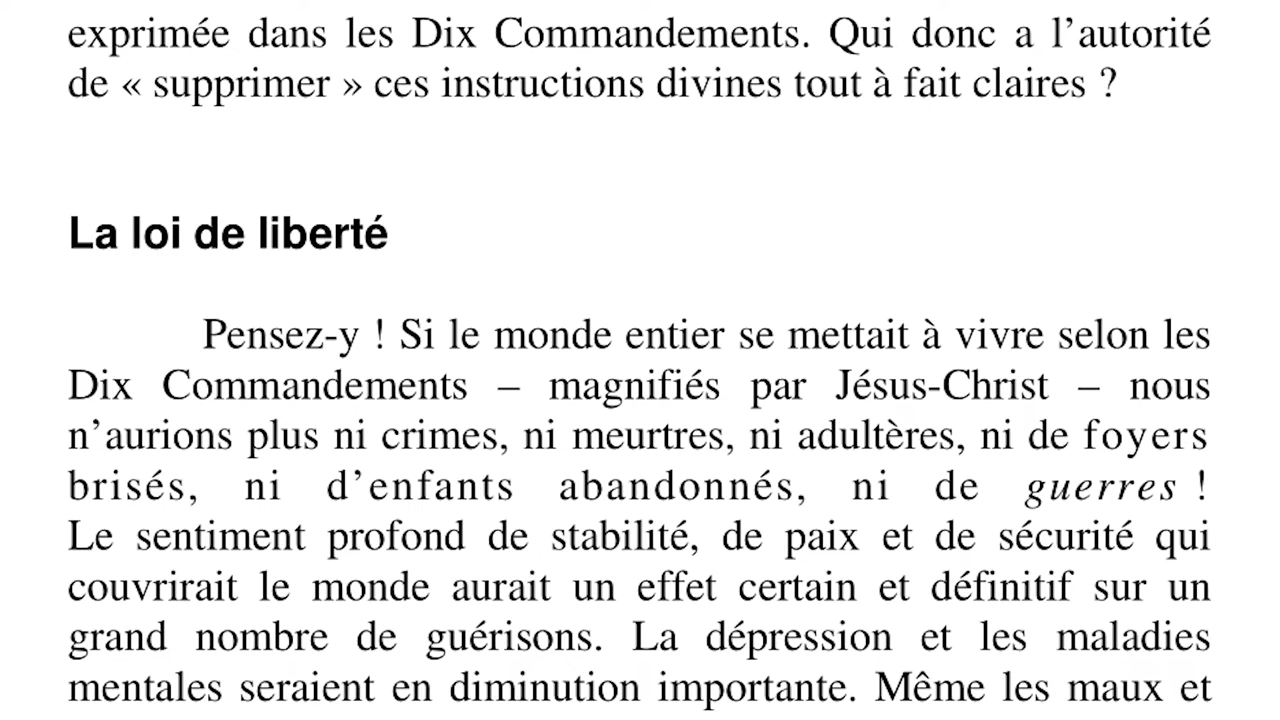 exprimée dans les Dix Commandements. Qui donc a l’autorité
de « supprimer » ces instructions divines tout à fait claires ?
La loi de liberté
Pensez-y ! Si le monde entier se mettait à vivre selon les
Dix Commandements – magnifiés par Jésus-Christ – nous
n’aurions plus ni crimes, ni meurtres, ni adultères, ni de foyers
brisés, ni d’enfants abandonnés, ni de guerres !
Le sentiment profond de stabilité, de paix et de sécurité qui
couvrirait le monde aurait un effet certain et définitif sur un
grand nombre de guérisons. La dépression et les maladies
mentales seraient en diminution importante. Même les maux et